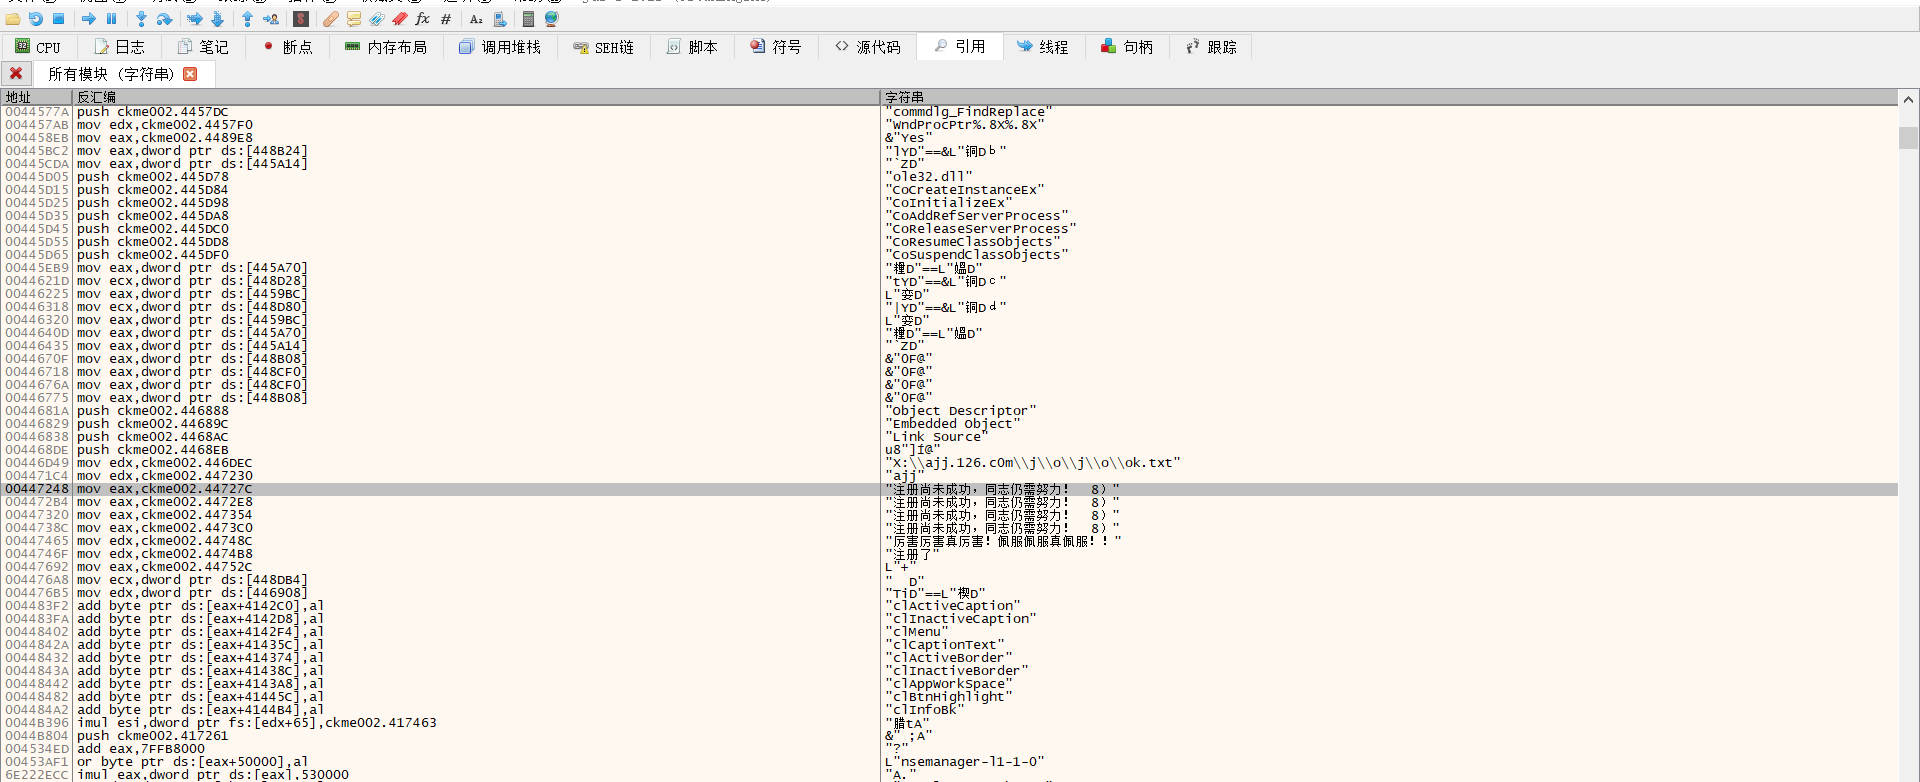 CPU 日志 笔记 断点 内存布局 调用堆栈 SEH链 脚本 符号 源代码 引用 线程 句柄 跟踪
所有模块 (字符串)
地址 反汇编 字符串
0044577A push ckme002.4457DC "commdlg_FindReplace"
004457AB mov edx,ckme002.4457F0 "WndProcPtr%.8X%.8X"
004458EB mov eax,ckme002.4489E8 &"Yes"
00445BC2 mov eax,dword ptr ds:[448B24] "lYD"==&L"铜Db"
00445CDA mov eax,dword ptr ds:[445A14] "`ZD"
00445D05 push ckme002.445D78 "ole32.dll"
00445D15 push ckme002.445D84 "CoCreateInstanceEx"
00445D25 push ckme002.445D98 "CoInitializeEx"
00445D35 push ckme002.445DA8 "CoAddRefServerProcess"
00445D45 push ckme002.445DC0 "CoReleaseServerProcess"
00445D55 push ckme002.445DD8 "CoResumeClassObjects"
00445D65 push ckme002.445DF0 "CoSuspendClassObjects"
00445EB9 mov eax,dword ptr ds:[445A70]
0044621D mov ecx,dword ptr ds:[448D28] "tYD"==&L"铜Dc"
00446225 mov eax,dword ptr ds:[4459BC]
00446318 mov ecx,dword ptr ds:[448D80] "|YD"==&L"铜Dd"
00446320 mov eax,dword ptr ds:[4459BC]
0044640D mov eax,dword ptr ds:[445A70]
00446435 mov eax,dword ptr ds:[445A14] "`ZD"
0044670F mov eax,dword ptr ds:[448B08] &"0F@"
00446718 mov eax,dword ptr ds:[448CF0] &"0F@"
0044676A mov eax,dword ptr ds:[448CF0] &"0F@"
00446775 mov eax,dword ptr ds:[448B08] &"0F@"
0044681A push ckme002.446888 "Object Descriptor"
00446829 push ckme002.44689C "Embedded Object"
00446838 push ckme002.4468AC "Link Source"
004468DE push ckme002.4468EB u8"]f@"
00446D49 mov edx,ckme002.446DEC "X:\\ajj.126.c0m\\j\\o\\j\\o\\ok.txt"
004471C4 mov edx,ckme002.447230 "ajj"
00447248 mov eax,ckme002.44727C "注册尚未成功，同志仍需努力！  8）"
004472B4 mov eax,ckme002.4472E8 "注册尚未成功，同志仍需努力！  8）"
00447320 mov eax,ckme002.447354 "注册尚未成功，同志仍需努力！  8）"
0044738C mov eax,ckme002.4473C0 "注册尚未成功，同志仍需努力！  8）"
00447465 mov edx,ckme002.44748C "厉害厉害真厉害！佩服佩服真佩服！！"
0044746F mov edx,ckme002.4474B8 "注册了"
00447692 mov eax,ckme002.44752C L"+"
004476A8 mov ecx,dword ptr ds:[448DB4] "  D"
004476B5 mov edx,dword ptr ds:[446908] "TiD"==L"楔D"
004483F2 add byte ptr ds:[eax+4142C0],al "clActiveCaption"
004483FA add byte ptr ds:[eax+4142D8],al "clInactiveCaption"
00448402 add byte ptr ds:[eax+4142F4],al "clMenu"
0044842A add byte ptr ds:[eax+41435C],al "clCaptionText"
00448432 add byte ptr ds:[eax+414374],al "clActiveBorder"
0044843A add byte ptr ds:[eax+41438C],al "clInactiveBorder"
00448442 add byte ptr ds:[eax+4143A8],al "clAppWorkSpace"
00448482 add byte ptr ds:[eax+41445C],al "clBtnHighlight"
004484A2 add byte ptr ds:[eax+4144B4],al "clInfoBk"
0044B396 imul esi,dword ptr fs:[edx+65],ckme002.417463 "腊tA"
0044B804 push ckme002.417261 &" ;A"
004534ED add eax,7FFB8000 "?"
00453AF1 or byte ptr ds:[eax+50000],al L"nsemanager-l1-1-0"
6E222ECC imul eax,dword ptr ds:[eax],530000 "A."